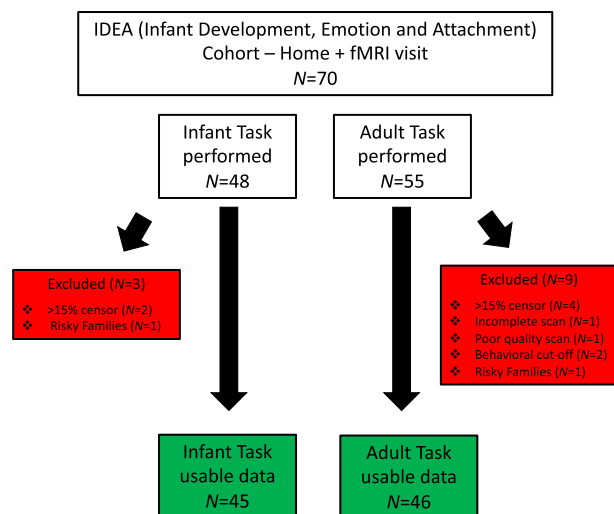 IDEA (Infant Development, Emotion and Attachment)
Cohort – Home + fMRI visit
N=70
Infant Task
performed
N=48
Adult Task
performed
N=55
Excluded (N=3)
❖ >15% censor (N=2)
❖ Risky Families (N=1)
Excluded (N=9)
❖ >15% censor (N=4)
❖ Incomplete scan (N=1)
❖ Poor quality scan (N=1)
❖ Behavioral cut-off (N=2)
❖ Risky Families (N=1)
Infant Task
usable data
N=45
Adult Task
usable data
N=46